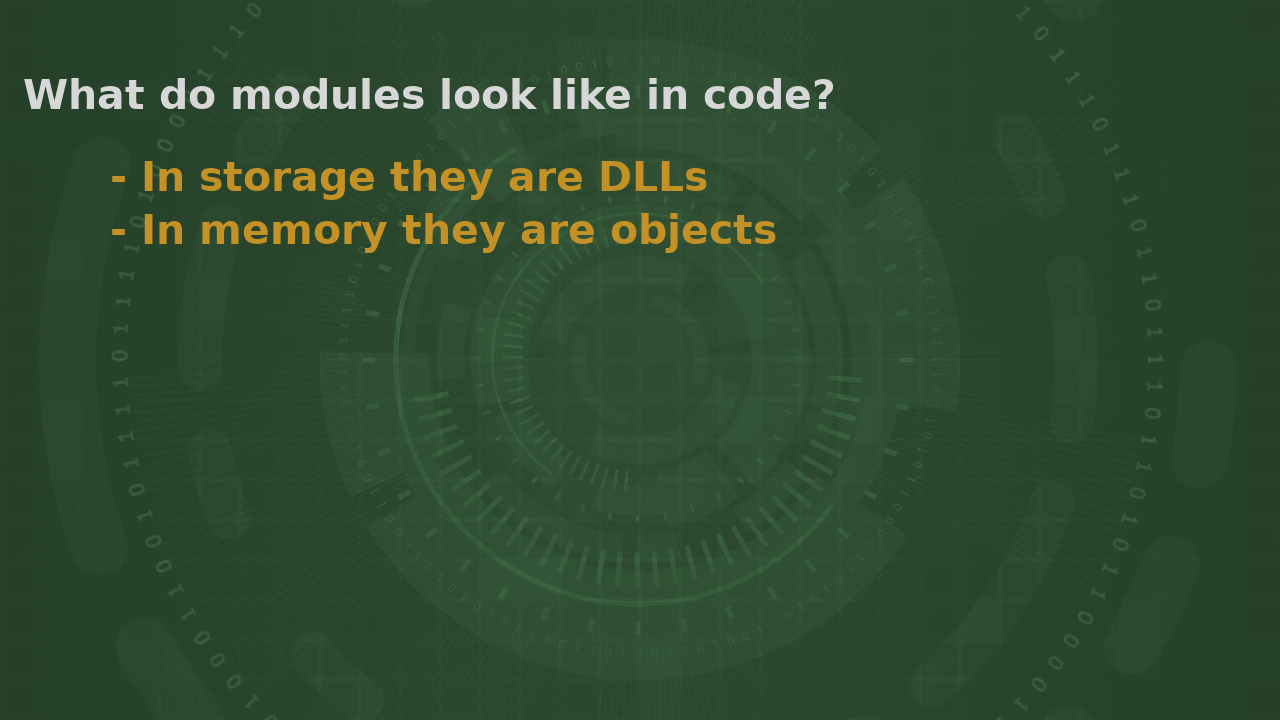 What do modules look like in code?
- In storage they are DLLs
- In memory they are objects